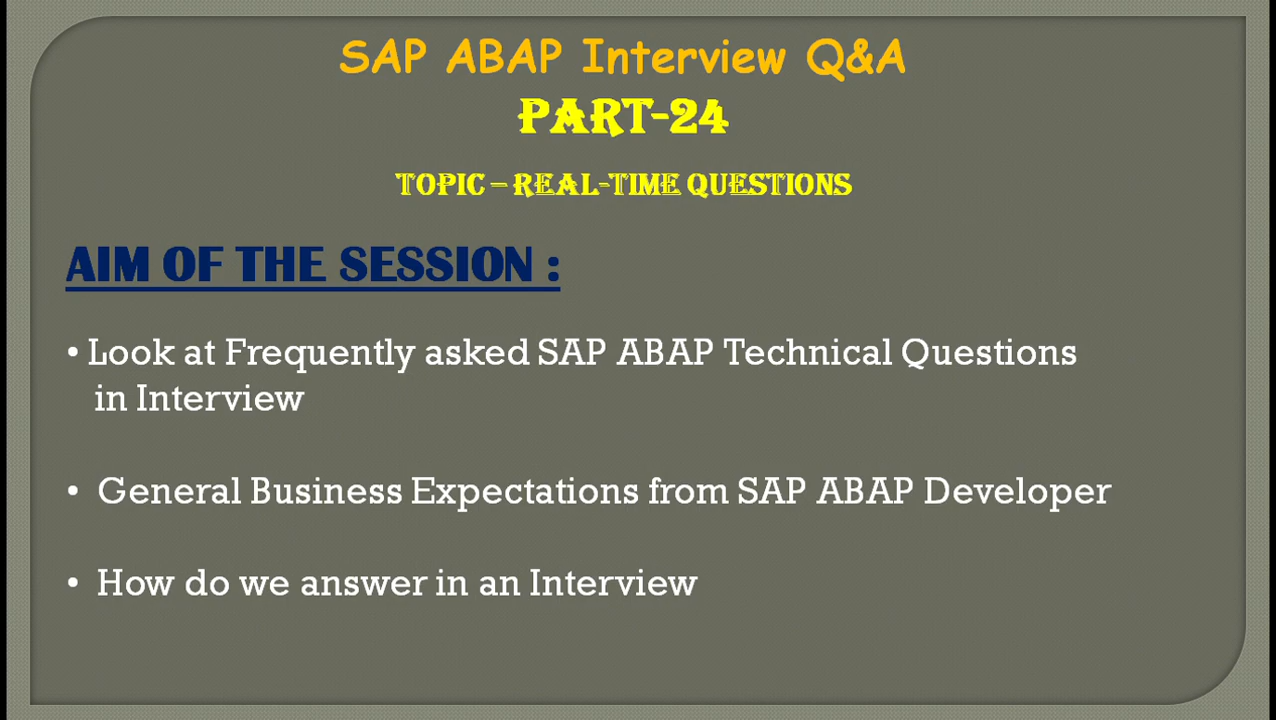 SAP ABAP Interview Q&A
PART-24
TOPIC – REAL-TIME QUESTIONS
AIM OF THE SESSION :
• Look at Frequently asked SAP ABAP Technical Questions
in Interview
• General Business Expectations from SAP ABAP Developer
• How do we answer in an Interview